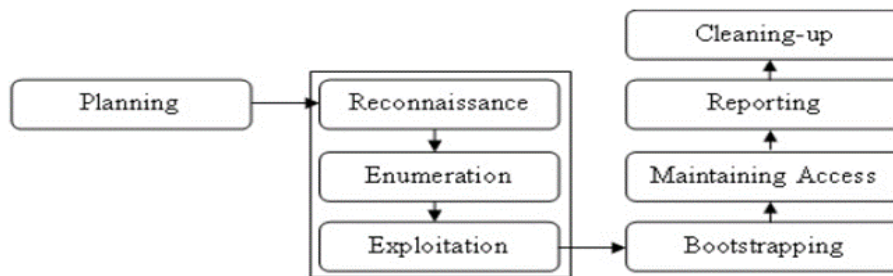 Planning
Reconnaissance
Enumeration
Exploitation
Bootstrapping
Maintaining Access
Reporting
Cleaning-up